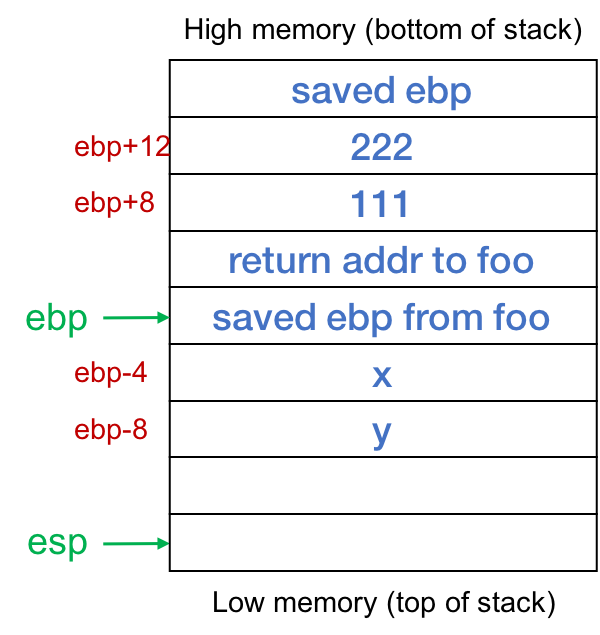 High memory (bottom of stack)
saved ebp
ebp+12
222
ebp+8
111
return addr to foo
ebp
saved ebp from foo
ebp-4
x
ebp-8
y
esp
Low memory (top of stack)